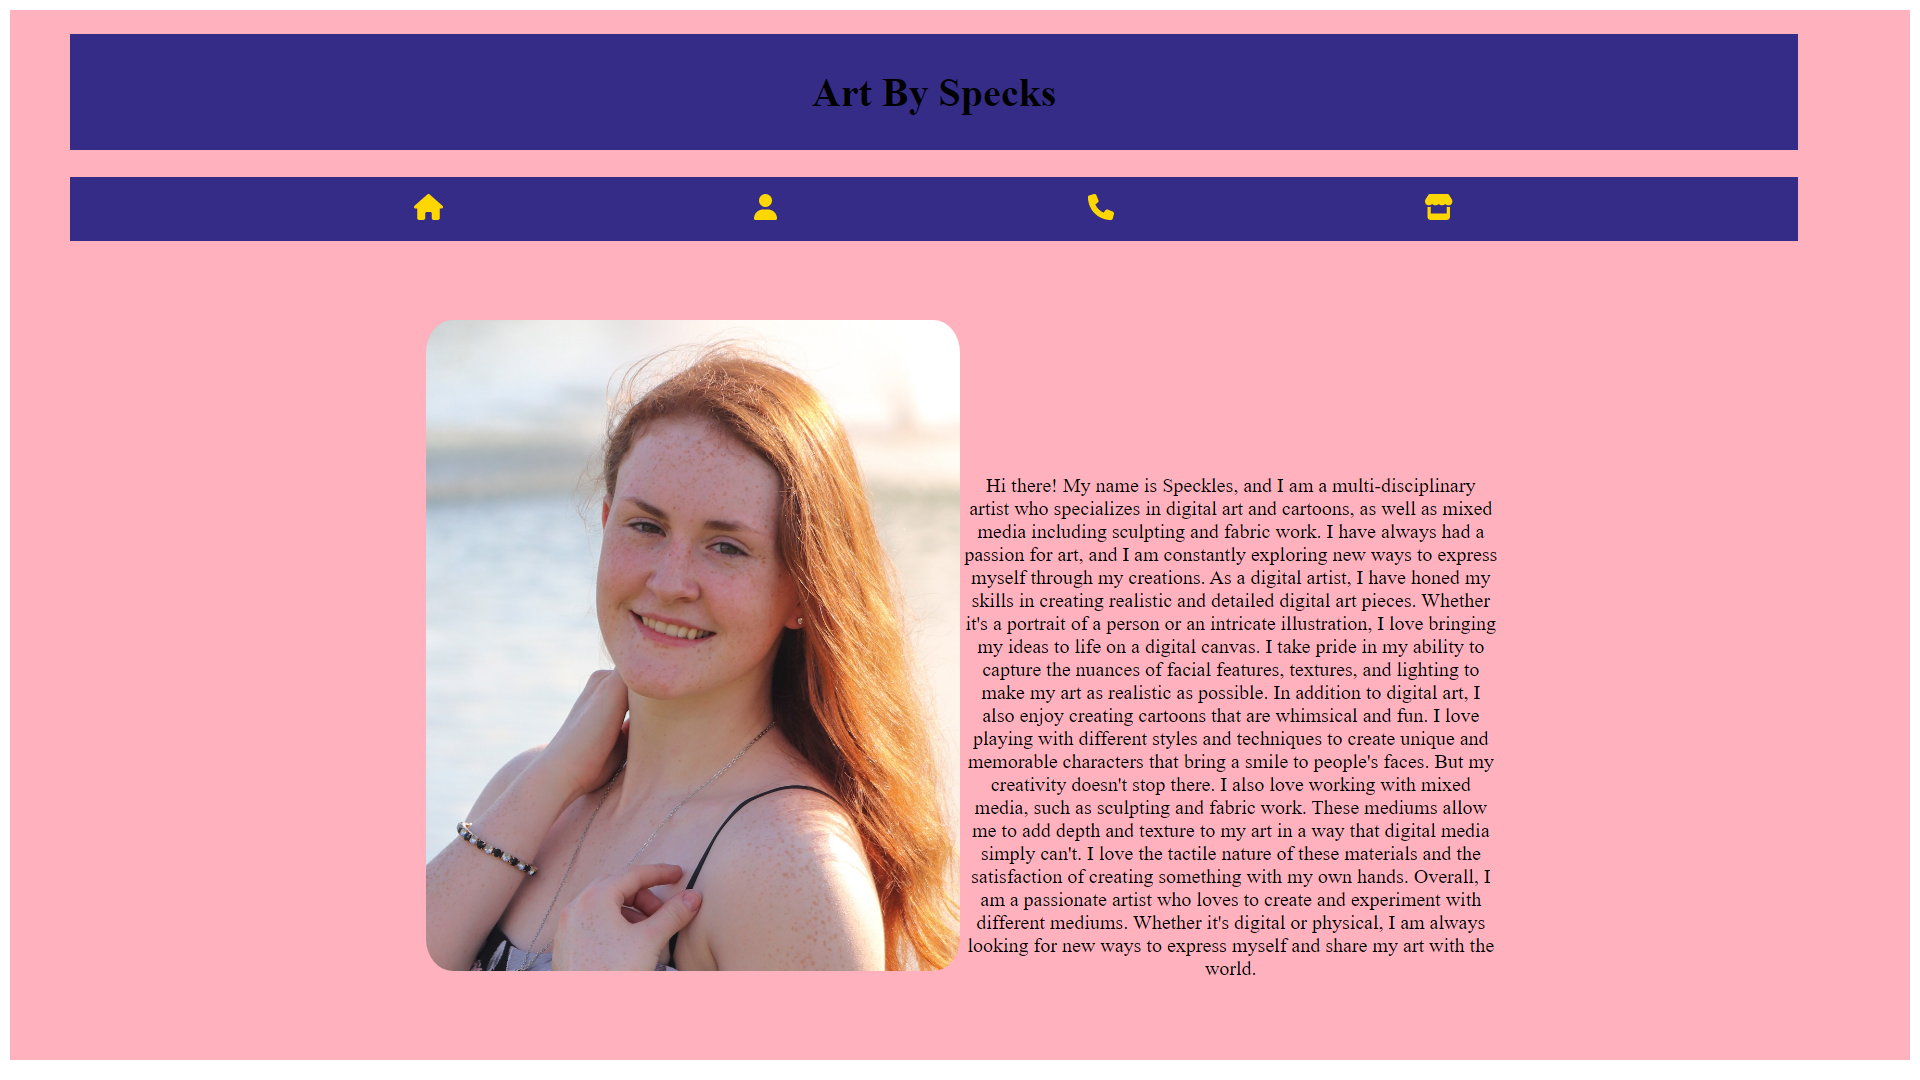 Art By Specks
Hi there! My name is Speckles, and I am a multi-disciplinary
artist who specializes in digital art and cartoons, as well as mixed
media including sculpting and fabric work. I have always had a
passion for art, and I am constantly exploring new ways to express
myself through my creations. As a digital artist, I have honed my
skills in creating realistic and detailed digital art pieces. Whether
it's a portrait of a person or an intricate illustration, I love bringing
my ideas to life on a digital canvas. I take pride in my ability to
capture the nuances of facial features, textures, and lighting to
make my art as realistic as possible. In addition to digital art, I
also enjoy creating cartoons that are whimsical and fun. I love
playing with different styles and techniques to create unique and
memorable characters that bring a smile to people's faces. But my
creativity doesn't stop there. I also love working with mixed
media, such as sculpting and fabric work. These mediums allow
me to add depth and texture to my art in a way that digital media
simply can't. I love the tactile nature of these materials and the
satisfaction of creating something with my own hands. Overall, I
am a passionate artist who loves to create and experiment with
different mediums. Whether it's digital or physical, I am always
looking for new ways to express myself and share my art with the
world.